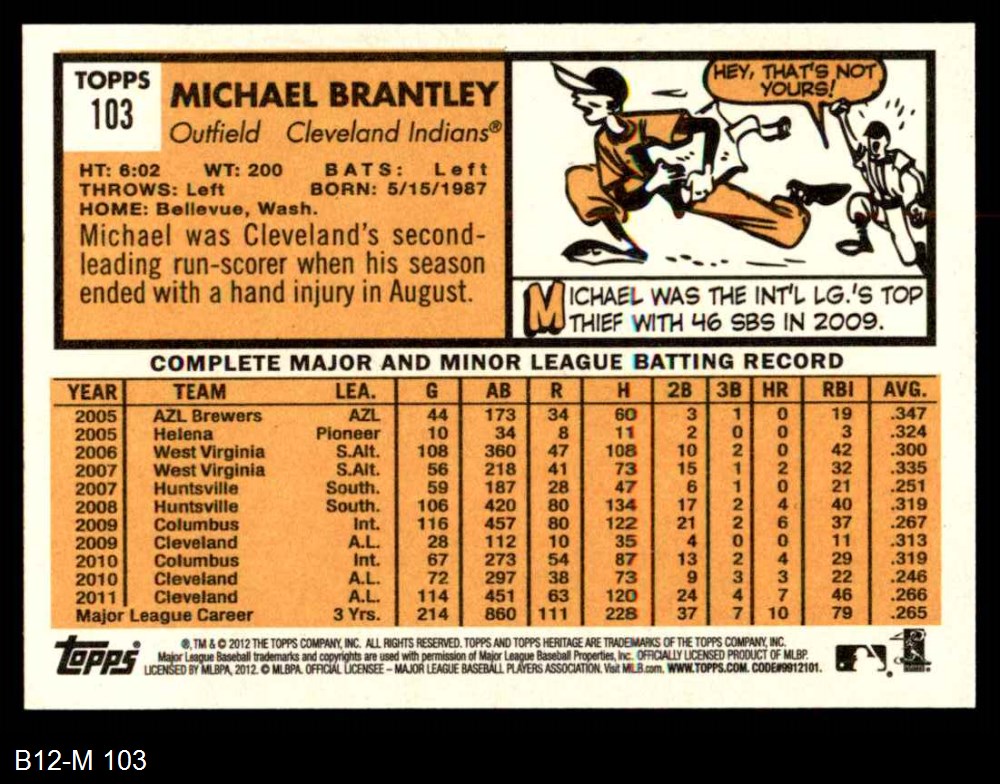 TOPPS
103
MICHAEL BRANTLEY
Outfield Cleveland Indians®
HT: 6:02 WT: 200 BATS: Left
THROWS: Left BORN: 5/15/1987
HOME: Bellevue, Wash.
Michael was Cleveland's second-
leading run-scorer when his season
ended with a hand injury in August.
HEY, THAT'S NOT
YOURS!
MICHAEL WAS THE INT'L LG.'S TOP
THIEF WITH 46 SBS IN 2009.
COMPLETE MAJOR AND MINOR LEAGUE BATTING RECORD
YEAR TEAM LEA. G AB R H 2B 3B HR RBI AVG.
2005 AZL Brewers AZL 44 173 34 60 3 1 0 19 .347
2005 Helena Pioneer 10 34 8 11 2 0 0 3 .324
2006 West Virginia S.Alt. 108 360 47 108 10 2 0 42 .300
2007 West Virginia S.Alt. 56 218 41 73 15 1 2 32 .335
2007 Huntsville South. 59 187 28 47 6 1 0 21 .251
2008 Huntsville South. 106 420 80 134 17 2 4 40 .319
2009 Columbus Int. 116 457 80 122 21 2 6 37 .267
2009 Cleveland A.L. 28 112 10 35 4 0 0 11 .313
2010 Columbus Int. 67 273 54 87 13 2 4 29 .319
2010 Cleveland A.L. 72 297 38 73 9 3 3 22 .246
2011 Cleveland A.L. 114 451 63 120 24 4 7 46 .266
Major League Career 3 Yrs. 214 860 111 228 37 7 10 79 .265
topps
®, TM & © 2012 THE TOPPS COMPANY, INC. ALL RIGHTS RESERVED. TOPPS AND TOPPS HERITAGE ARE TRADEMARKS OF THE TOPPS COMPANY, INC.
Major League Baseball trademarks and copyrights are used with permission of Major League Baseball Properties, Inc. OFFICIALLY LICENSED PRODUCT OF MLBP.
LICENSED BY MLBPA, 2012. © MLBPA. OFFICIAL LICENSEE – MAJOR LEAGUE BASEBALL PLAYERS ASSOCIATION. Visit MLB.com. WWW.TOPPS.COM. CODE#9912101.
B12-M 103